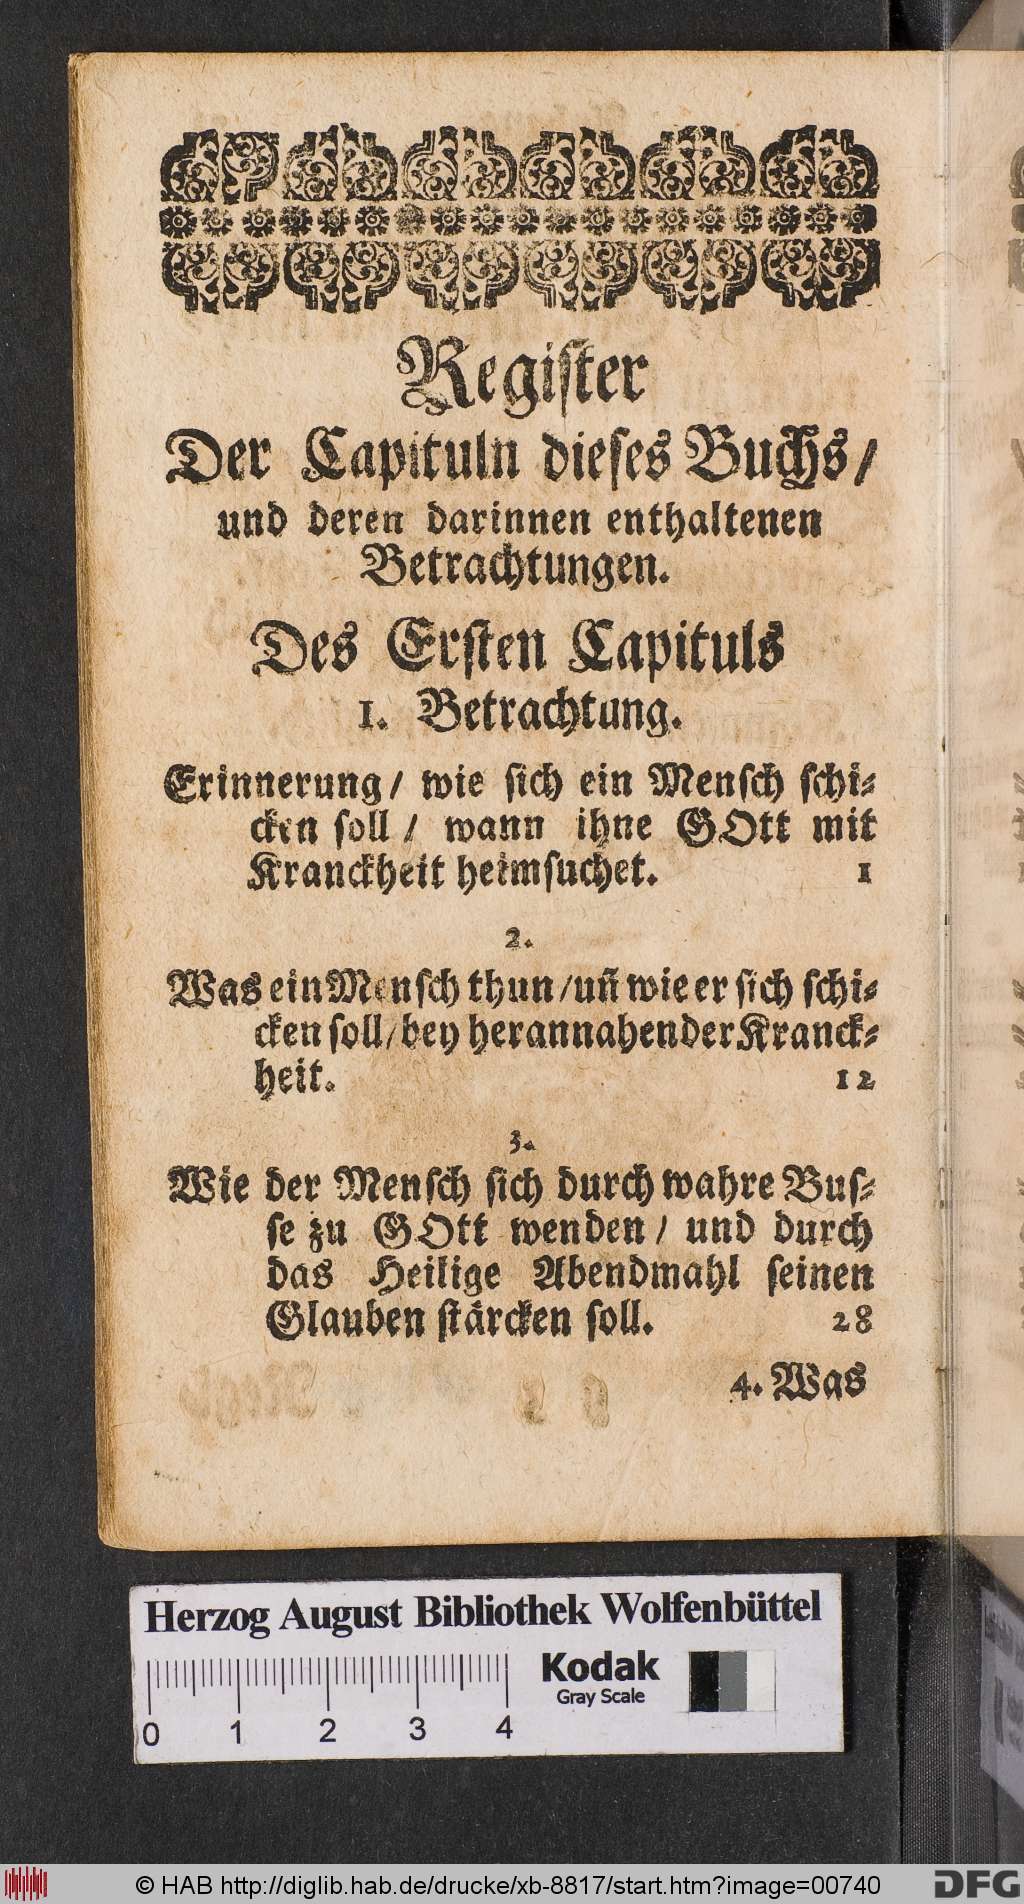 Register
Der Capituln dieses Buchs /
und deren darinnen enthaltenen
Betrachtungen.
Des Ersten Capituls
1. Betrachtung.
Erinnerung / wie sich ein Mensch schi⸗
cken soll / wann ihne GOtt mit
Kranckheit heimsuchet. 1
2.
Was ein Mensch thun / uñ wie er sich schi⸗
cken soll / bey herannahender Kranck⸗
heit. 12
3.
Wie der Mensch sich durch wahre Bus⸗
se zu GOtt wenden / und durch
das Heilige Abendmahl seinen
Glauben stärcken soll. 28
4. Was
Herzog August Bibliothek Wolfenbüttel
Kodak
Gray Scale
0 1 2 3 4
© HAB http://diglib.hab.de/drucke/xb-8817/start.htm?image=00740
DFG